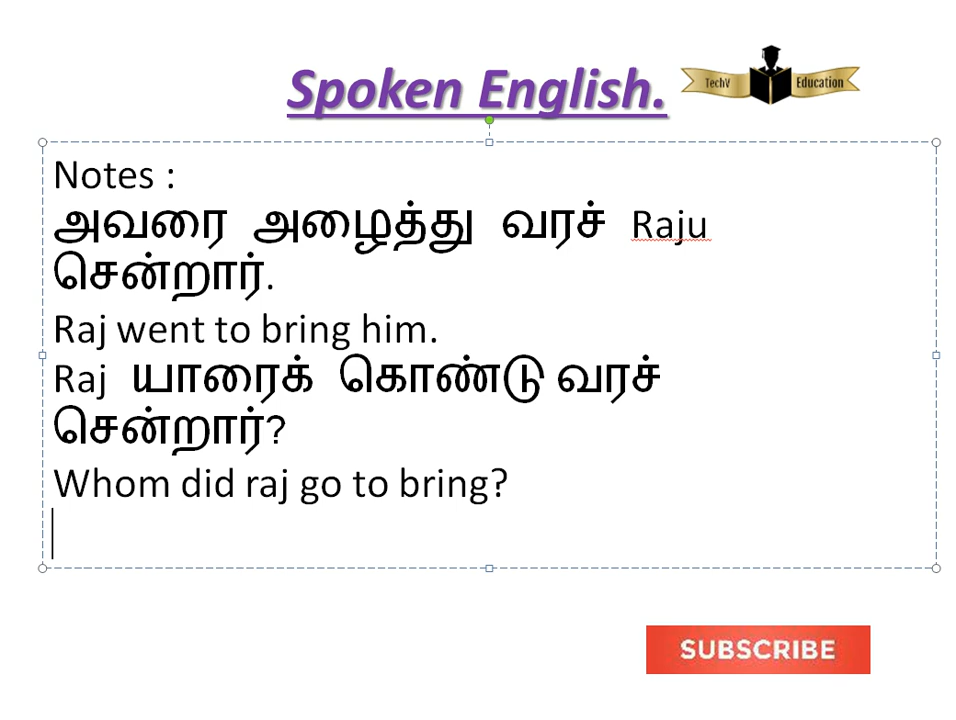 Spoken English.
TechV Education
Notes :
அவரை அழைத்து வரச் Raju
சென்றார்.
Raj went to bring him.
Raj யாரைக் கொண்டு வரச்
சென்றார்?
Whom did raj go to bring?
SUBSCRIBE